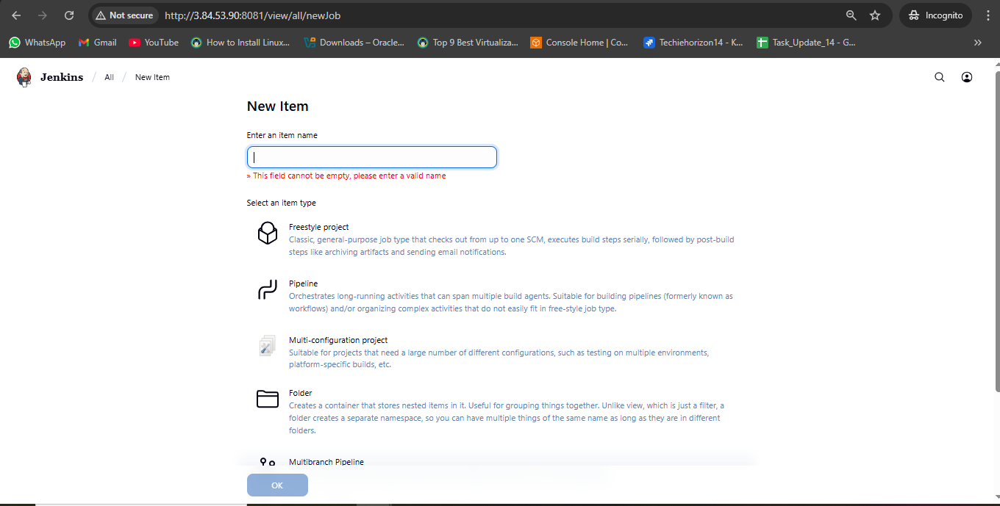 Not secure http://3.84.53.90:8081/view/all/newJob Incognito
WhatsApp Gmail YouTube How to Install Linux... Downloads – Oracle... Top 9 Best Virtualiza... Console Home | Co... Techiehorizon14 - K... Task_Update_14 - G... »
Jenkins / All / New Item
New Item
Enter an item name
» This field cannot be empty, please enter a valid name
Select an item type
Freestyle project
Classic, general-purpose job type that checks out from up to one SCM, executes build steps serially, followed by post-build
steps like archiving artifacts and sending email notifications.
Pipeline
Orchestrates long-running activities that can span multiple build agents. Suitable for building pipelines (formerly known as
workflows) and/or organizing complex activities that do not easily fit in free-style job type.
Multi-configuration project
Suitable for projects that need a large number of different configurations, such as testing on multiple environments,
platform-specific builds, etc.
Folder
Creates a container that stores nested items in it. Useful for grouping things together. Unlike view, which is just a filter, a
folder creates a separate namespace, so you can have multiple things of the same name as long as they are in different
folders.
Multibranch Pipeline
OK